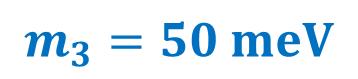 m₃ = 50 meV